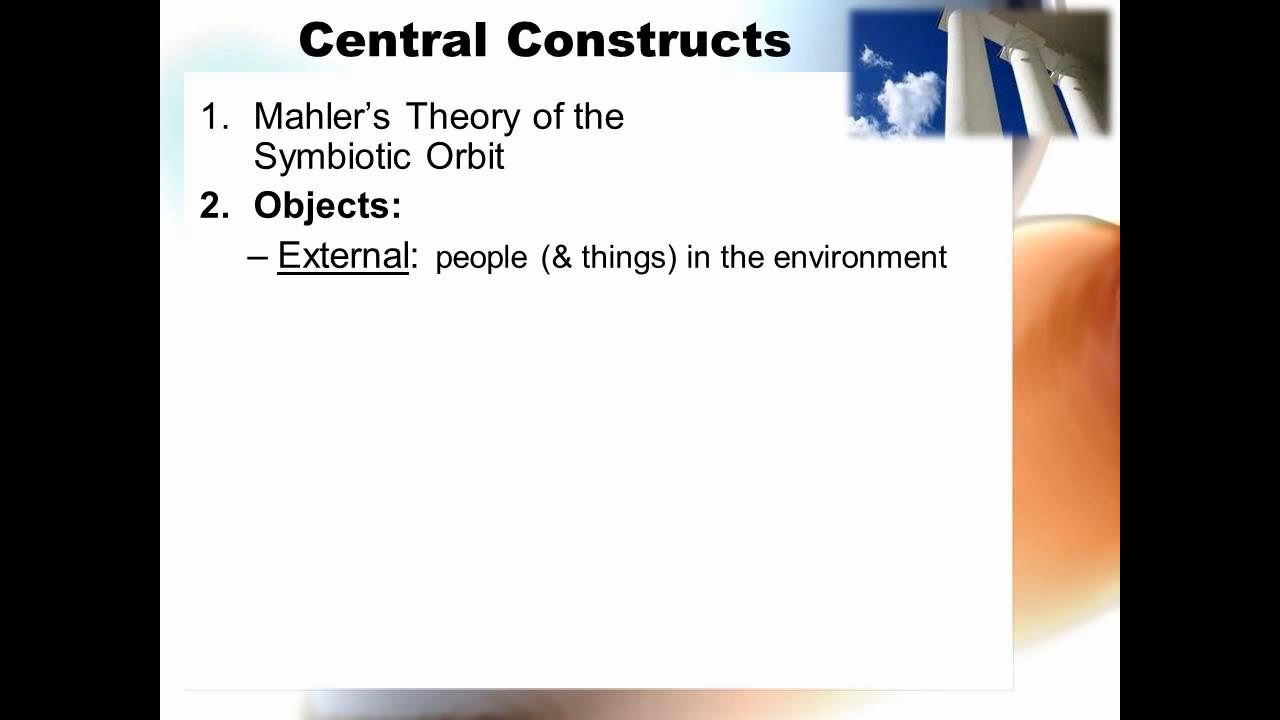 Central Constructs
1. Mahler’s Theory of the
Symbiotic Orbit
2. Objects:
– External: people (& things) in the environment